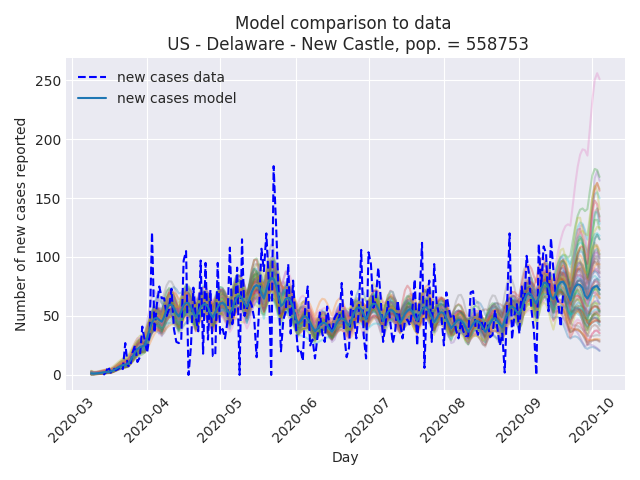 Model comparison to data
US - Delaware - New Castle, pop. = 558753
new cases data
new cases model
Number of new cases reported
250
200
150
100
50
0
2020-03
2020-04
2020-05
2020-06
2020-07
2020-08
2020-09
2020-10
Day